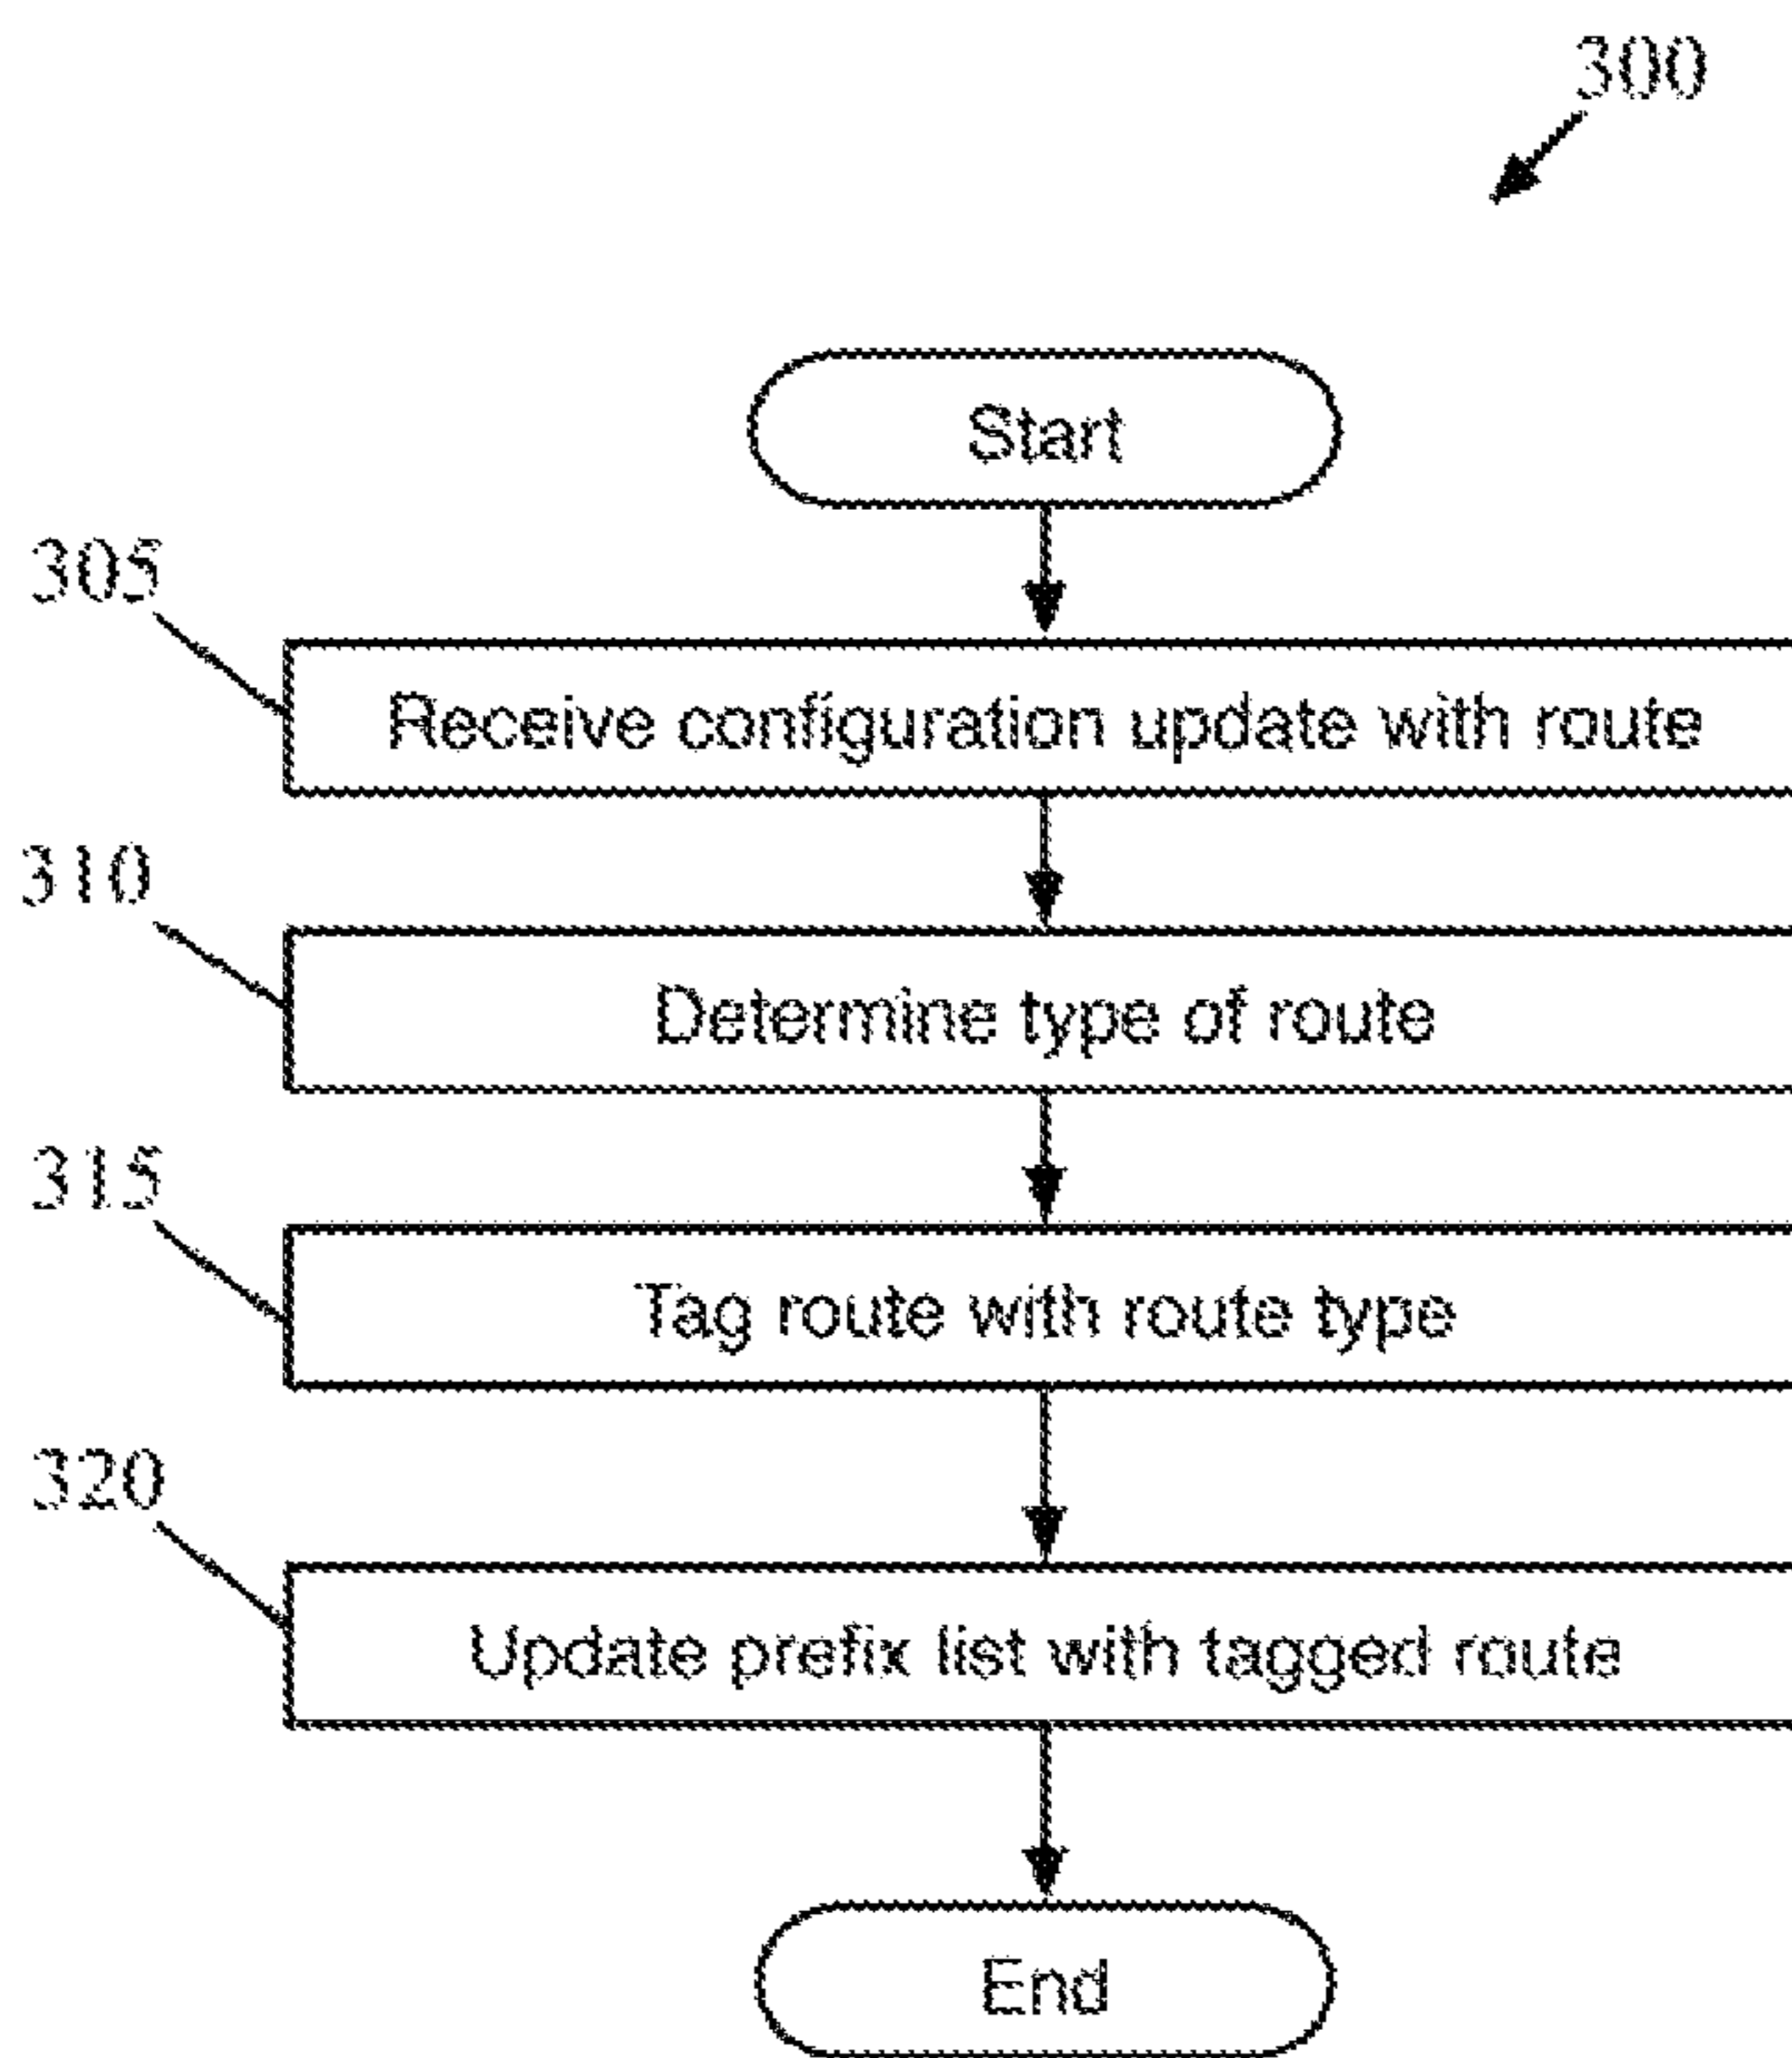 300
Start
305
Receive configuration update with route
310
Determine type of route
315
Tag route with route type
320
Update prefix list with tagged route
End